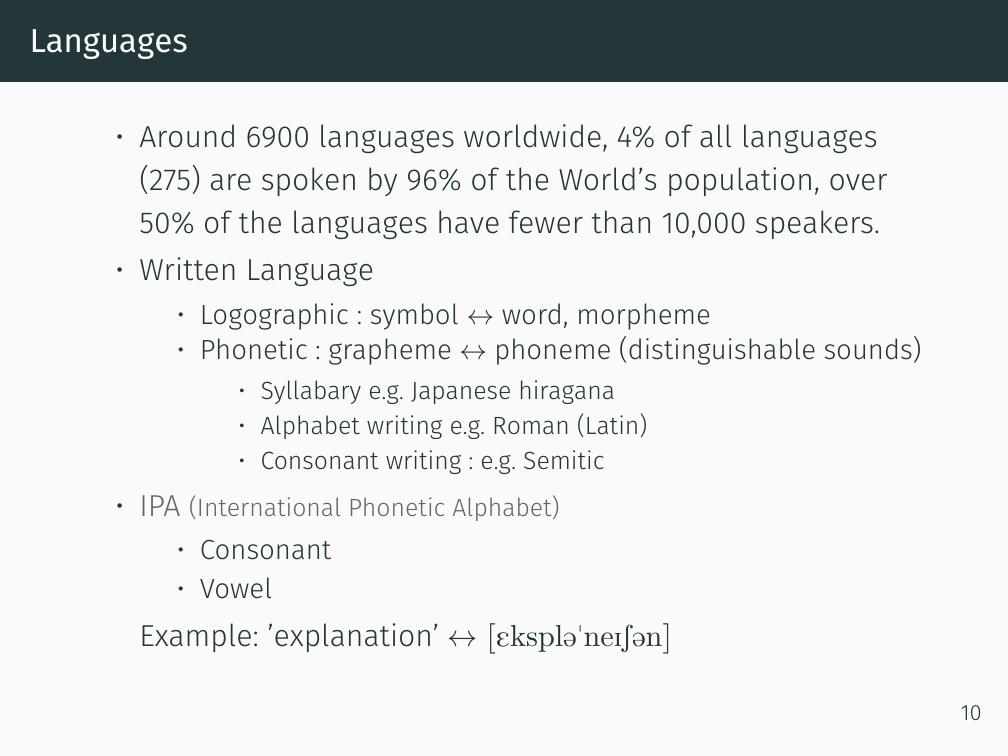 Languages
• Around 6900 languages worldwide, 4% of all languages
(275) are spoken by 96% of the World’s population, over
50% of the languages have fewer than 10,000 speakers.
• Written Language
• Logographic : symbol ↔ word, morpheme
• Phonetic : grapheme ↔ phoneme (distinguishable sounds)
• Syllabary e.g. Japanese hiragana
• Alphabet writing e.g. Roman (Latin)
• Consonant writing : e.g. Semitic
• IPA (International Phonetic Alphabet)
• Consonant
• Vowel
Example: ’explanation’ ↔ [ɛkspləˈneɪʃən]
10